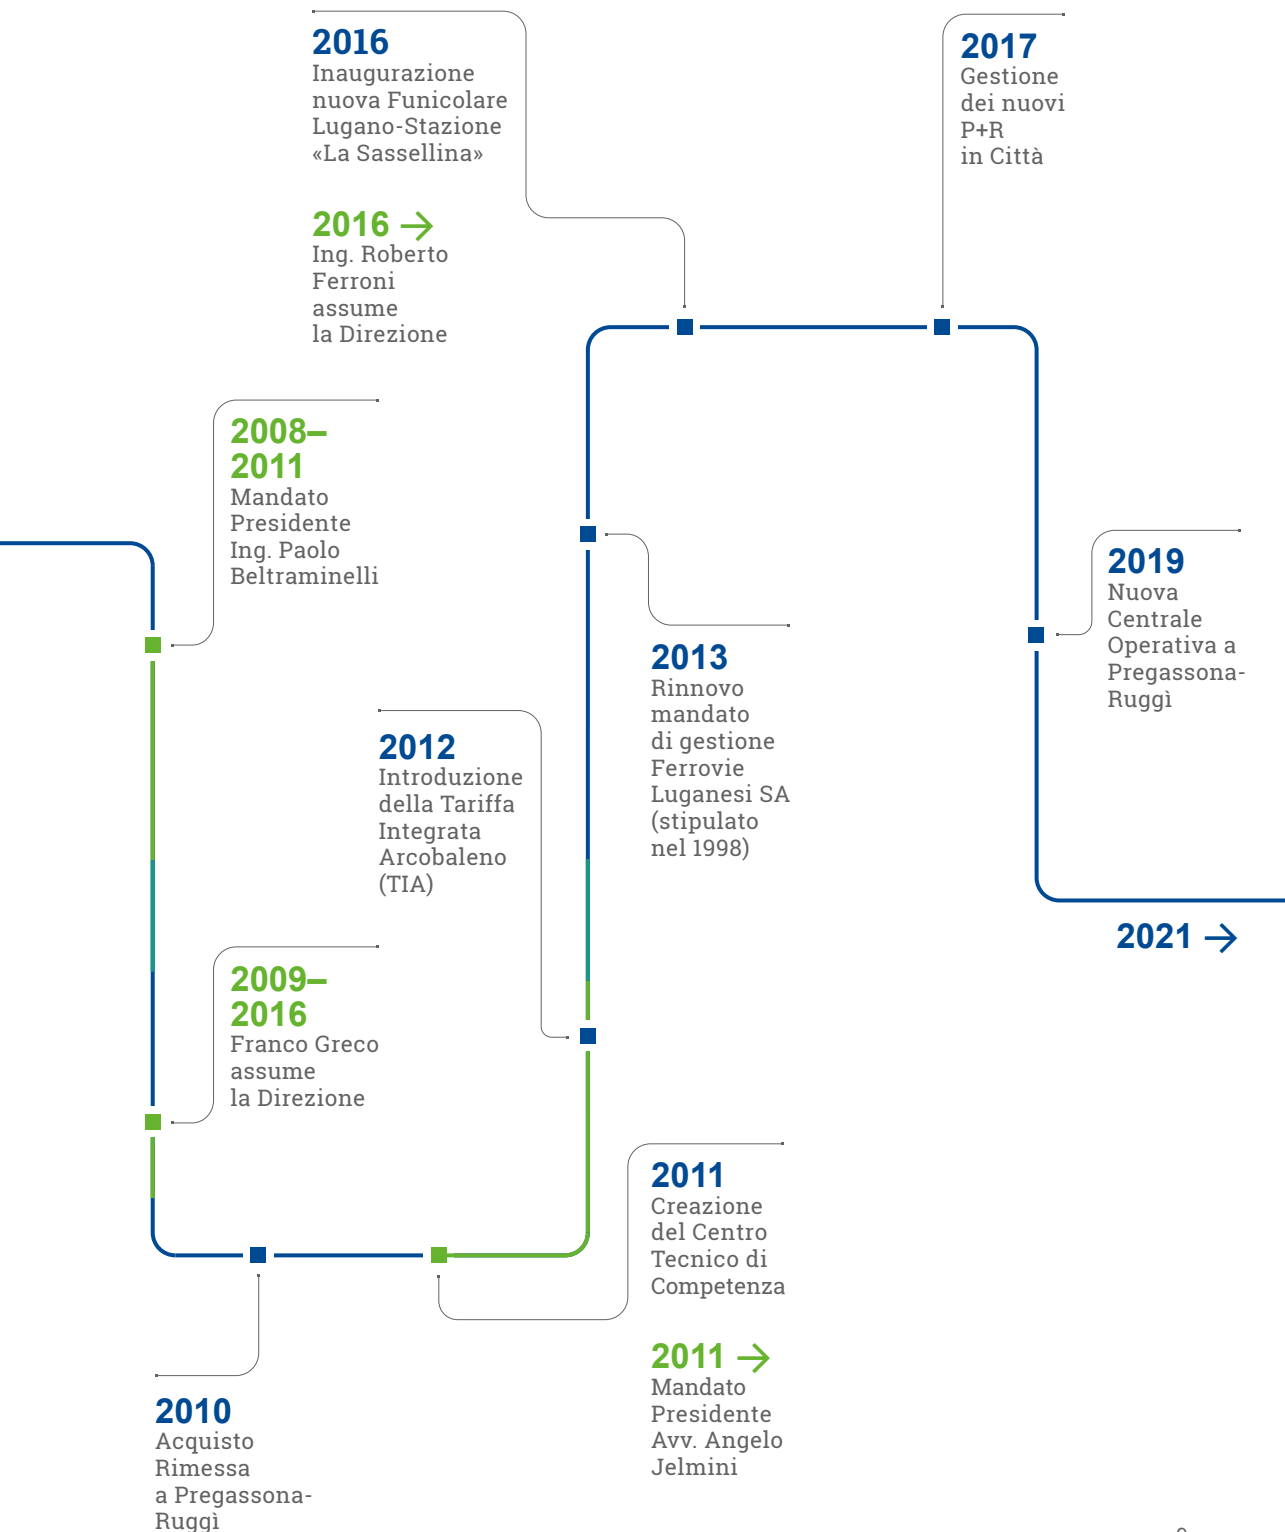 2016
Inaugurazione
nuova Funicolare
Lugano-Stazione
«La Sassellina»
2016 →
Ing. Roberto
Ferroni
assume
la Direzione
2017
Gestione
dei nuovi
P+R
in Città
2008–
2011
Mandato
Presidente
Ing. Paolo
Beltraminelli
2019
Nuova
Centrale
Operativa a
Pregassona-
Ruggì
2013
Rinnovo
mandato
di gestione
Ferrovie
Luganesi SA
(stipulato
nel 1998)
2012
Introduzione
della Tariffa
Integrata
Arcobaleno
(TIA)
2021 →
2009–
2016
Franco Greco
assume
la Direzione
2011
Creazione
del Centro
Tecnico di
Competenza
2011 →
Mandato
Presidente
Avv. Angelo
Jelmini
2010
Acquisto
Rimessa
a Pregassona-
Ruggì